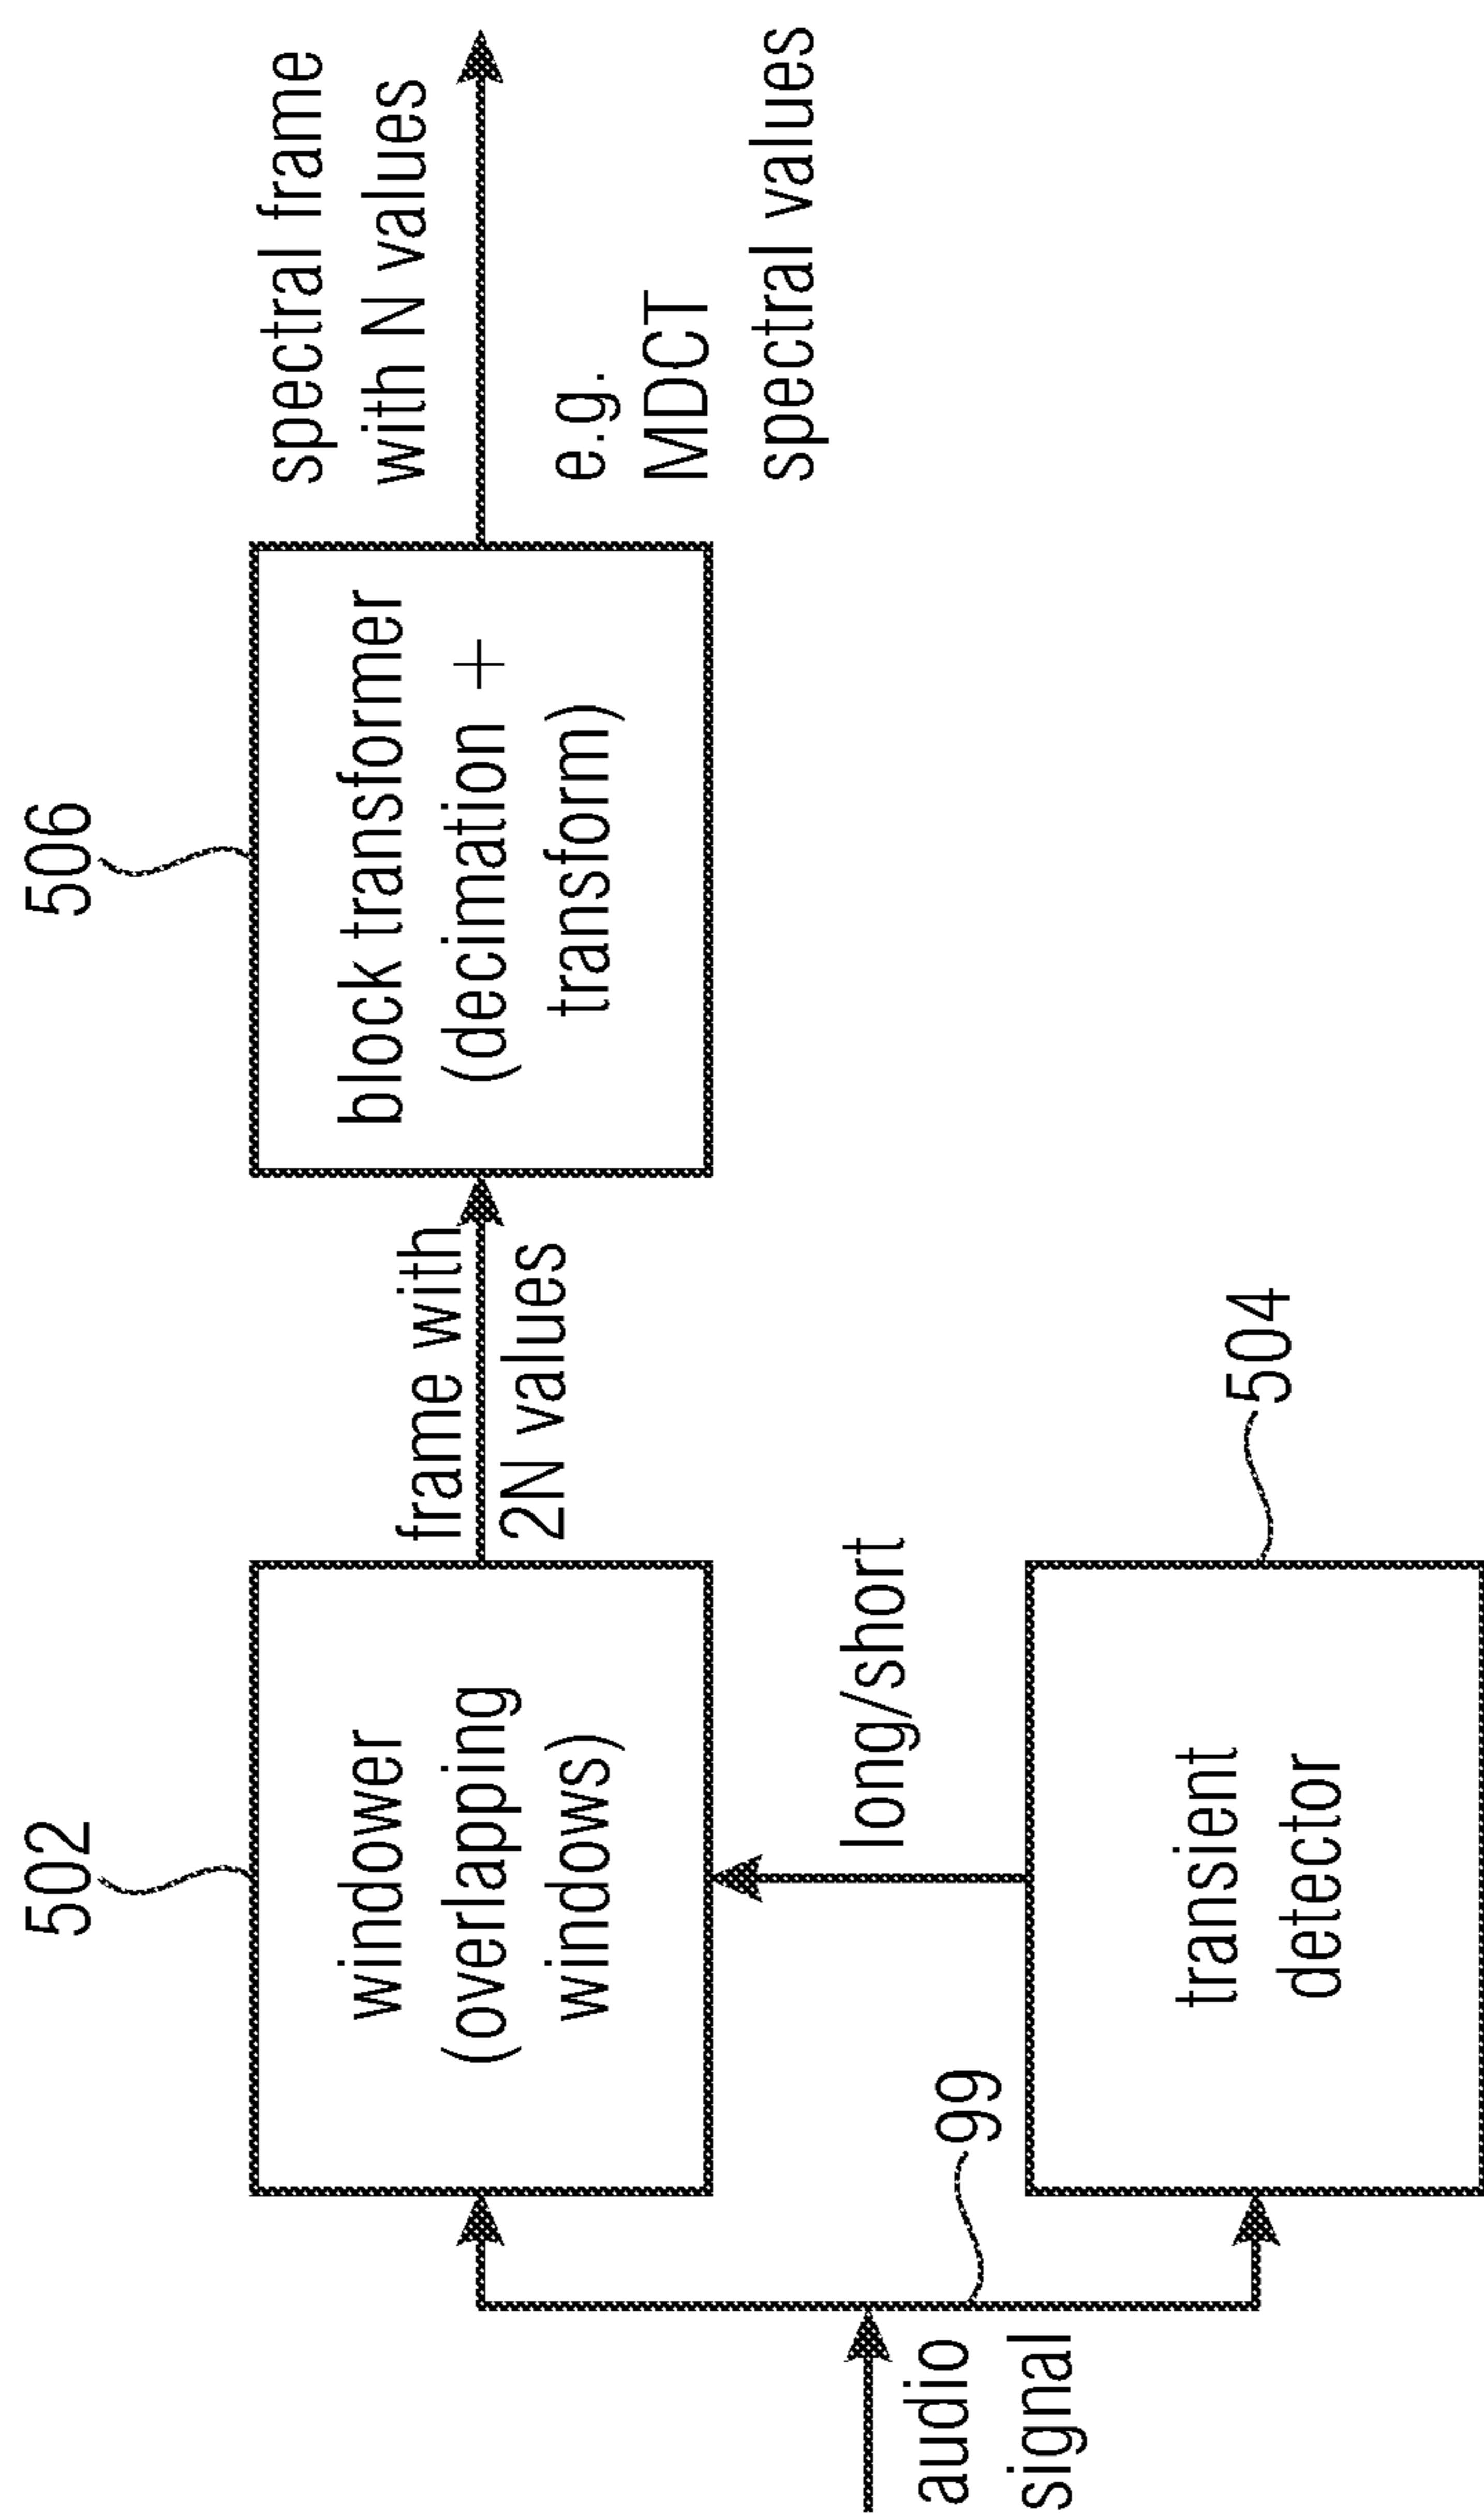 502
506
windower
(overlapping
windows)
frame with
2N values
block transformer
(decimation +
transform)
spectral frame
with N values
e.g.
MDCT
spectral values
long/short
audio
signal
99
transient
detector
504